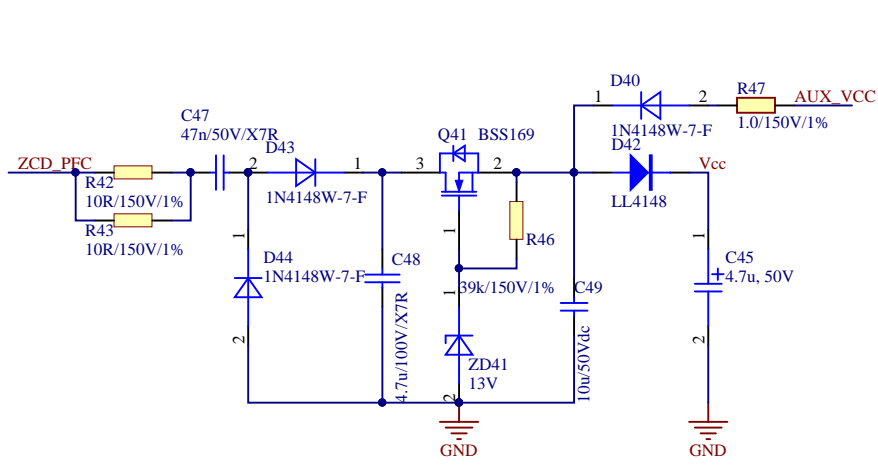 D40
1
2
R47
AUX_VCC
1N4148W-7-F
1.0/150V/1%
C47
47n/50V/X7R
Q41
BSS169
D43
D42
ZCD_PFC
2
1
3
2
Vcc
R42
10R/150V/1%
1N4148W-7-F
LL4148
R43
10R/150V/1%
1
1
R46
1
D44
1N4148W-7-F
C48
C45
4.7u, 50V
1
39k/150V/1%
C49
2
4.7u/100V/X7R
ZD41
13V
10u/50Vdc
2
2
GND
GND